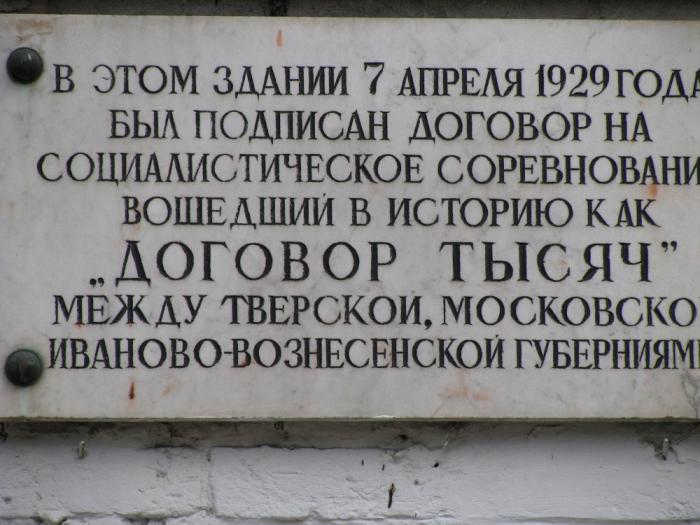 В ЭТОМ ЗДАНИИ 7 АПРЕЛЯ 1929 ГОДА
БЫЛ ПОДПИСАН ДОГОВОР НА
СОЦИАЛИСТИЧЕСКОЕ СОРЕВНОВАНИ
ВОШЕДШИЙ В ИСТОРИЮ КАК
„ДОГОВОР ТЫСЯЧ”
МЕЖДУ ТВЕРСКОЙ, МОСКОВСКО
ИВАНОВО-ВОЗНЕСЕНСКОЙ ГУБЕРНИЯМ